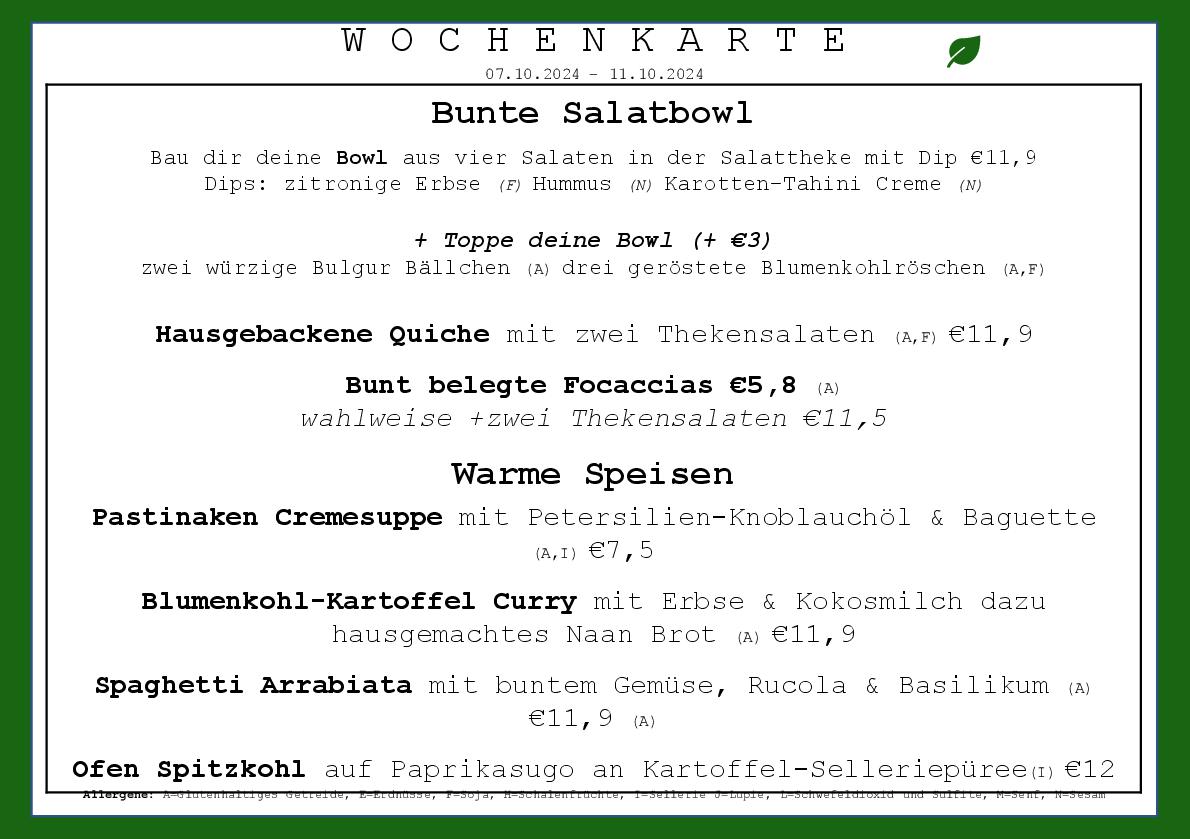 WOCHENKARTE
07.10.2024 – 11.10.2024
Bunte Salatbowl
Bau dir deine Bowl aus vier Salaten in der Salattheke mit Dip €11,9
Dips: zitronige Erbse (F) Hummus (N) Karotten-Tahini Creme (N)
+ Toppe deine Bowl (+ €3)
zwei würzige Bulgur Bällchen (A) drei geröstete Blumenkohlröschen (A,F)
Hausgebackene Quiche mit zwei Thekensalaten (A,F) €11,9
Bunt belegte Focaccias €5,8 (A)
wahlweise +zwei Thekensalaten €11,5
Warme Speisen
Pastinaken Cremesuppe mit Petersilien-Knoblauchöl & Baguette
(A,I) €7,5
Blumenkohl-Kartoffel Curry mit Erbse & Kokosmilch dazu
hausgemachtes Naan Brot (A) €11,9
Spaghetti Arrabiata mit buntem Gemüse, Rucola & Basilikum (A)
€11,9 (A)
Ofen Spitzkohl auf Paprikasugo an Kartoffel-Selleriepüree(I) €12
Allergene: A=Glutenhaltiges Getreide, E=Erdnüsse, F=Soja, H=Schalenfrüchte, I=Sellerie J=Lupie, L=Schwefeldioxid und Sulfite, M=Senf, N=Sesam